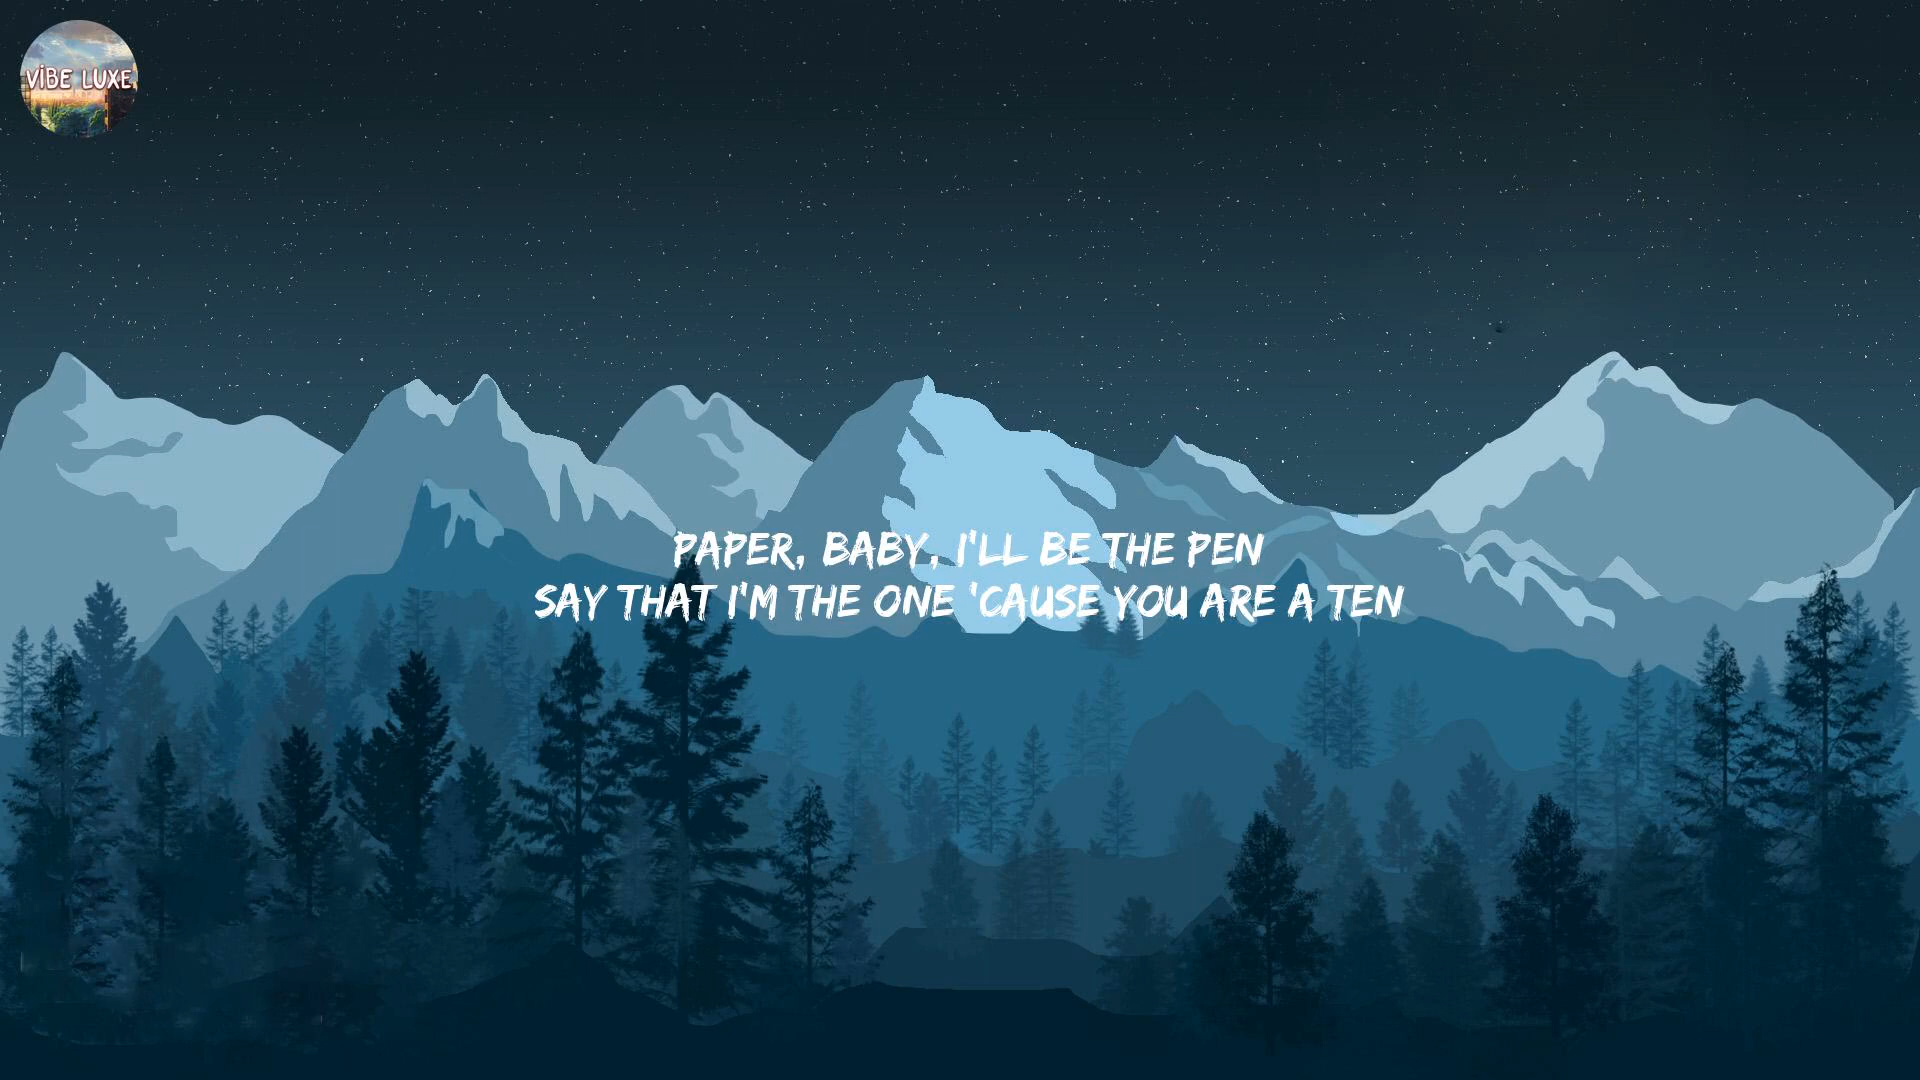 VİBE LUXE
PAPER, BABY, I'LL BE THE PEN
SAY THAT I'M THE ONE 'CAUSE YOU ARE A TEN